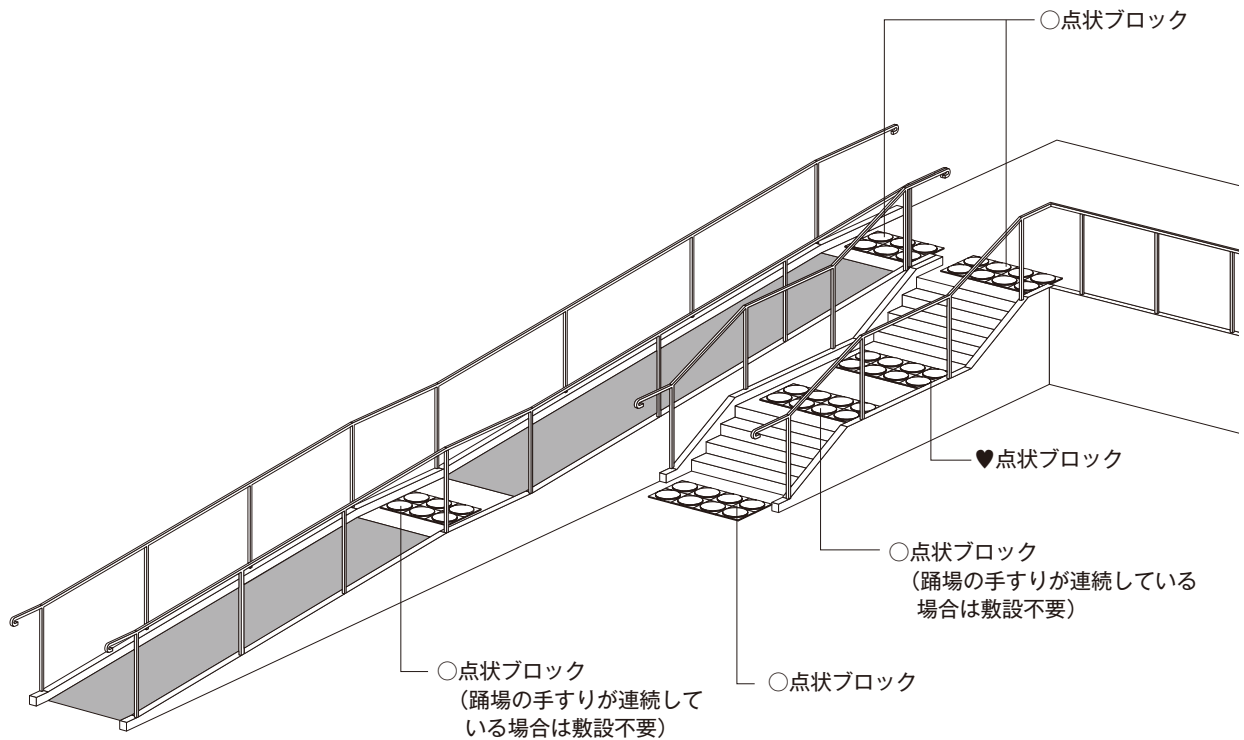 ○点状ブロック
♥点状ブロック
○点状ブロック
（踊場の手すりが連続している
場合は敷設不要）
○点状ブロック
（踊場の手すりが連続して
いる場合は敷設不要）
○点状ブロック